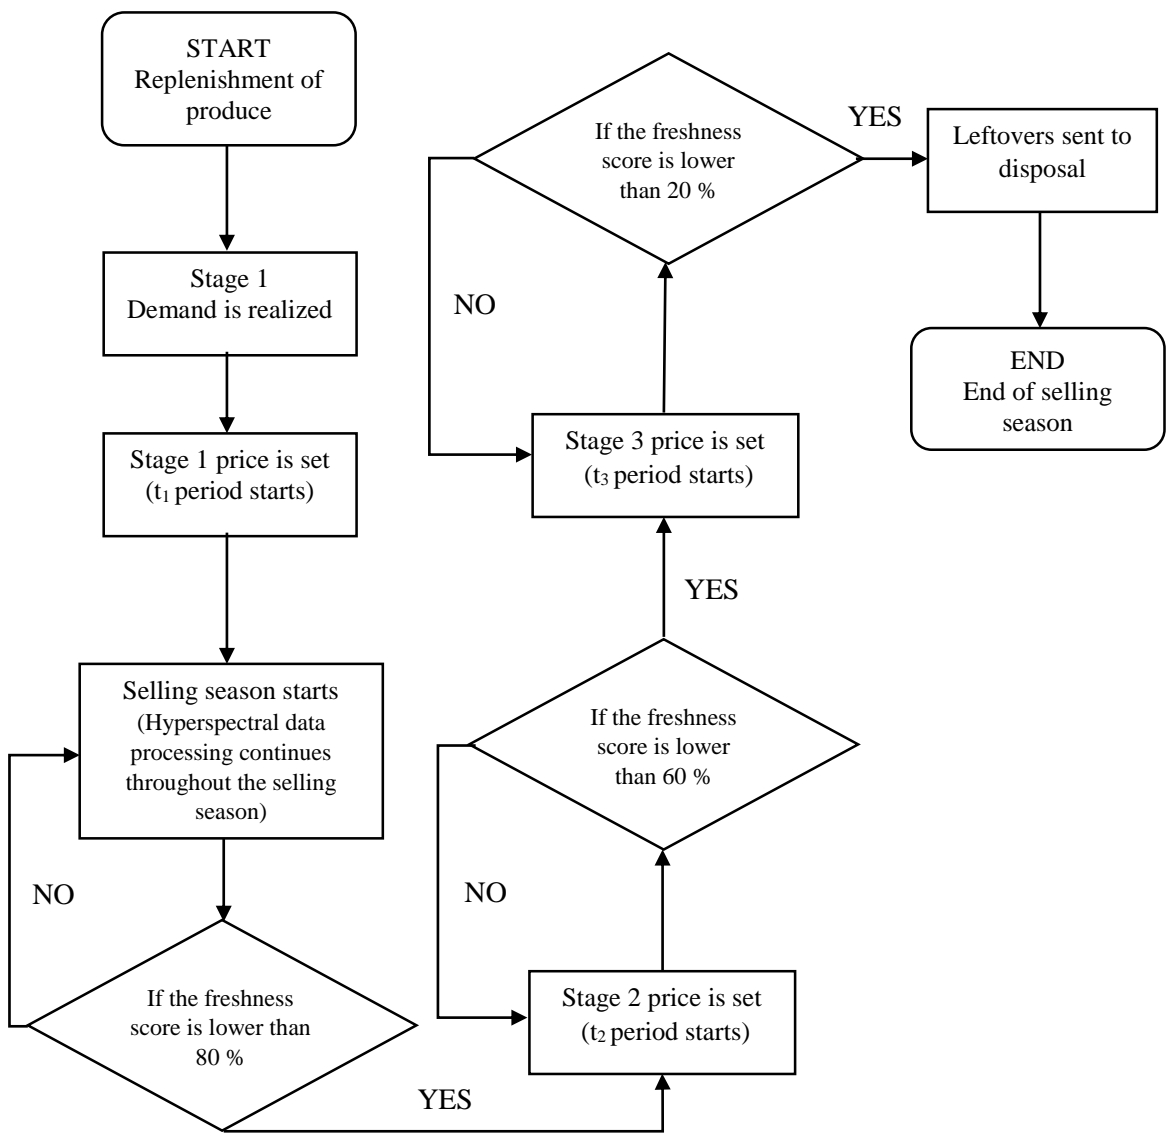 START
Replenishment of
produce
Stage 1
Demand is realized
Stage 1 price is set
(t₁ period starts)
Selling season starts
(Hyperspectral data
processing continues
throughout the selling
season)
NO
If the freshness
score is lower than
80 %
YES
Stage 2 price is set
(t₂ period starts)
NO
If the freshness
score is lower
than 60 %
YES
Stage 3 price is set
(t₃ period starts)
NO
If the freshness
score is lower
than 20 %
YES
Leftovers sent to
disposal
END
End of selling
season